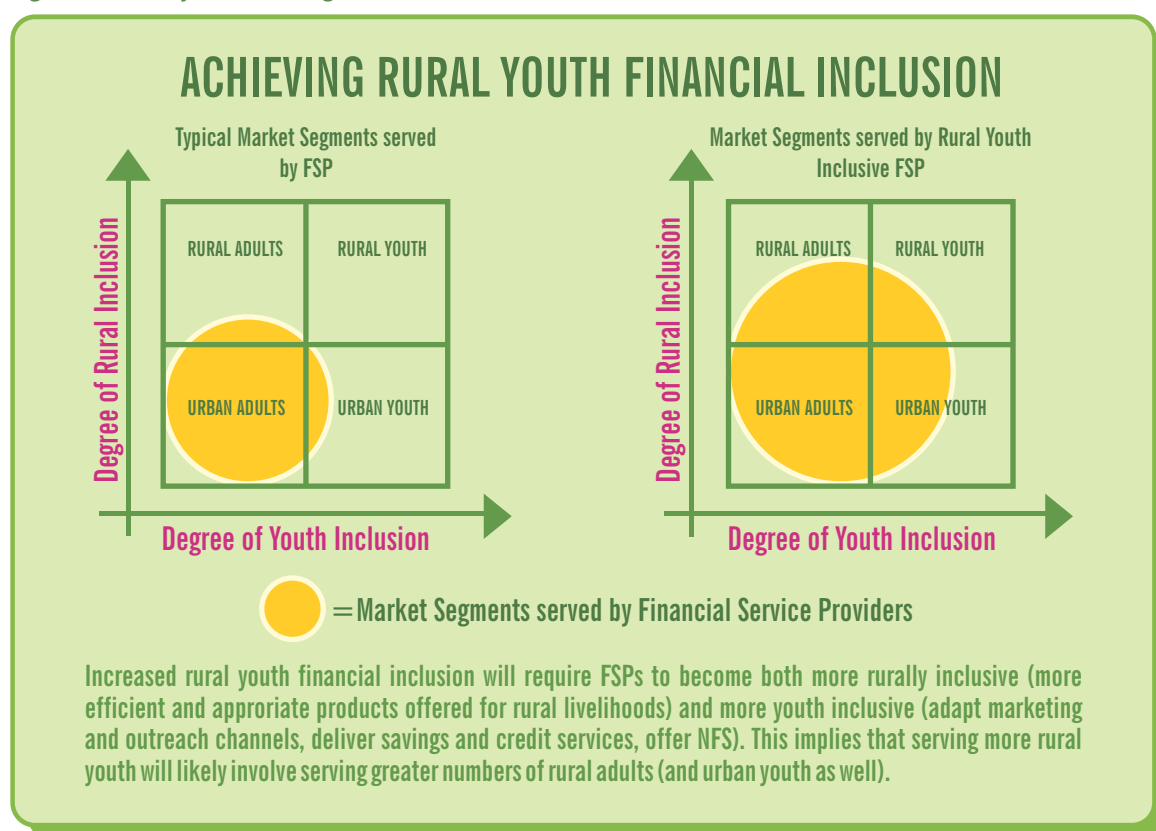 ACHIEVING RURAL YOUTH FINANCIAL INCLUSION
Typical Market Segments served
by FSP
Degree of Rural Inclusion
RURAL ADULTS
RURAL YOUTH
URBAN ADULTS
URBAN YOUTH
Degree of Youth Inclusion
Market Segments served by Rural Youth
Inclusive FSP
Degree of Rural Inclusion
RURAL ADULTS
RURAL YOUTH
URBAN ADULTS
URBAN YOUTH
Degree of Youth Inclusion
=Market Segments served by Financial Service Providers
Increased rural youth financial inclusion will require FSPs to become both more rurally inclusive (more
efficient and approriate products offered for rural livelihoods) and more youth inclusive (adapt marketing
and outreach channels, deliver savings and credit services, offer NFS). This implies that serving more rural
youth will likely involve serving greater numbers of rural adults (and urban youth as well).